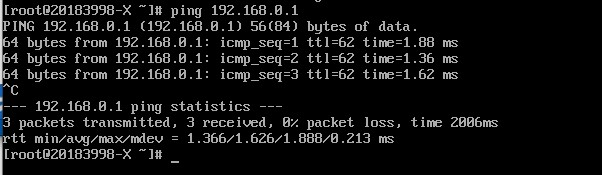 [root@20183998-X ~]# ping 192.168.0.1
PING 192.168.0.1 (192.168.0.1) 56(84) bytes of data.
64 bytes from 192.168.0.1: icmp_seq=1 ttl=62 time=1.88 ms
64 bytes from 192.168.0.1: icmp_seq=2 ttl=62 time=1.36 ms
64 bytes from 192.168.0.1: icmp_seq=3 ttl=62 time=1.62 ms
^C
--- 192.168.0.1 ping statistics ---
3 packets transmitted, 3 received, 0% packet loss, time 2006ms
rtt min/avg/max/mdev = 1.366/1.626/1.888/0.213 ms
[root@20183998-X ~]# _